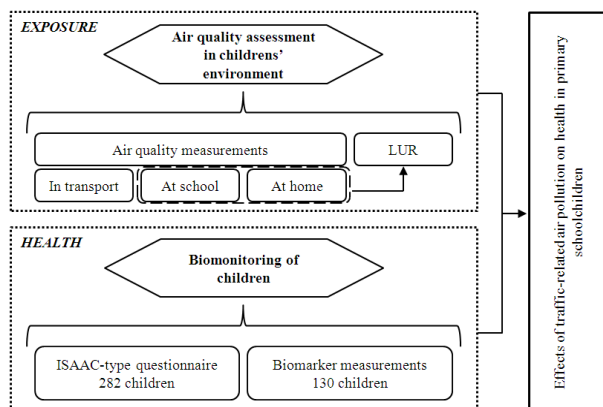 EXPOSURE
Air quality assessment
in childrens’
environment
Air quality measurements
LUR
In transport
At school
At home
HEALTH
Biomonitoring of
children
ISAAC-type questionnaire
282 children
Biomarker measurements
130 children
Effects of traffic-related air pollution on health in primary
schoolchildren